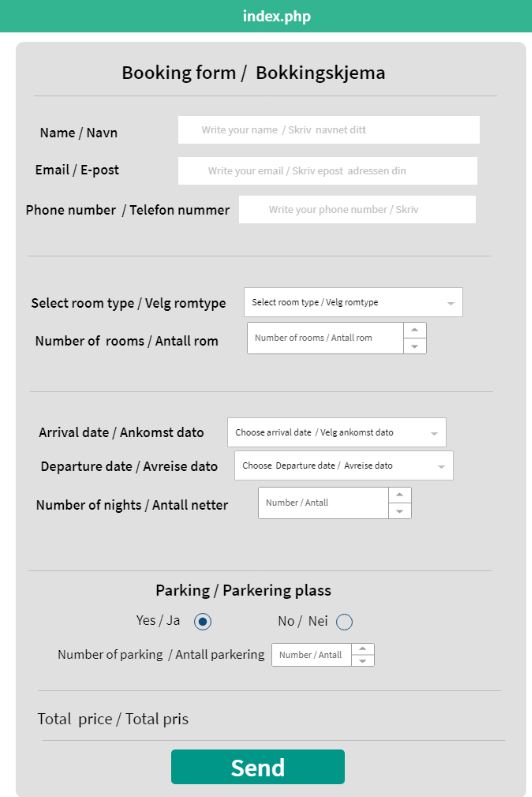 index.php
Booking form / Bokkingskjema
Name / Navn
Write your name / Skriv navnet ditt
Email / E-post
Write your email / Skriv epost adressen din
Phone number / Telefon nummer
Write your phone number / Skriv
Select room type / Velg romtype
Select room type / Velg romtype
Number of rooms / Antall rom
Number of rooms / Antall rom
Arrival date / Ankomst dato
Choose arrival date / Velg ankomst dato
Departure date / Avreise dato
Choose Departure date / Avreise dato
Number of nights / Antall netter
Number / Antall
Parking / Parkering plass
Yes / Ja
No / Nei
Number of parking / Antall parkering
Number / Antall
Total price / Total pris
Send